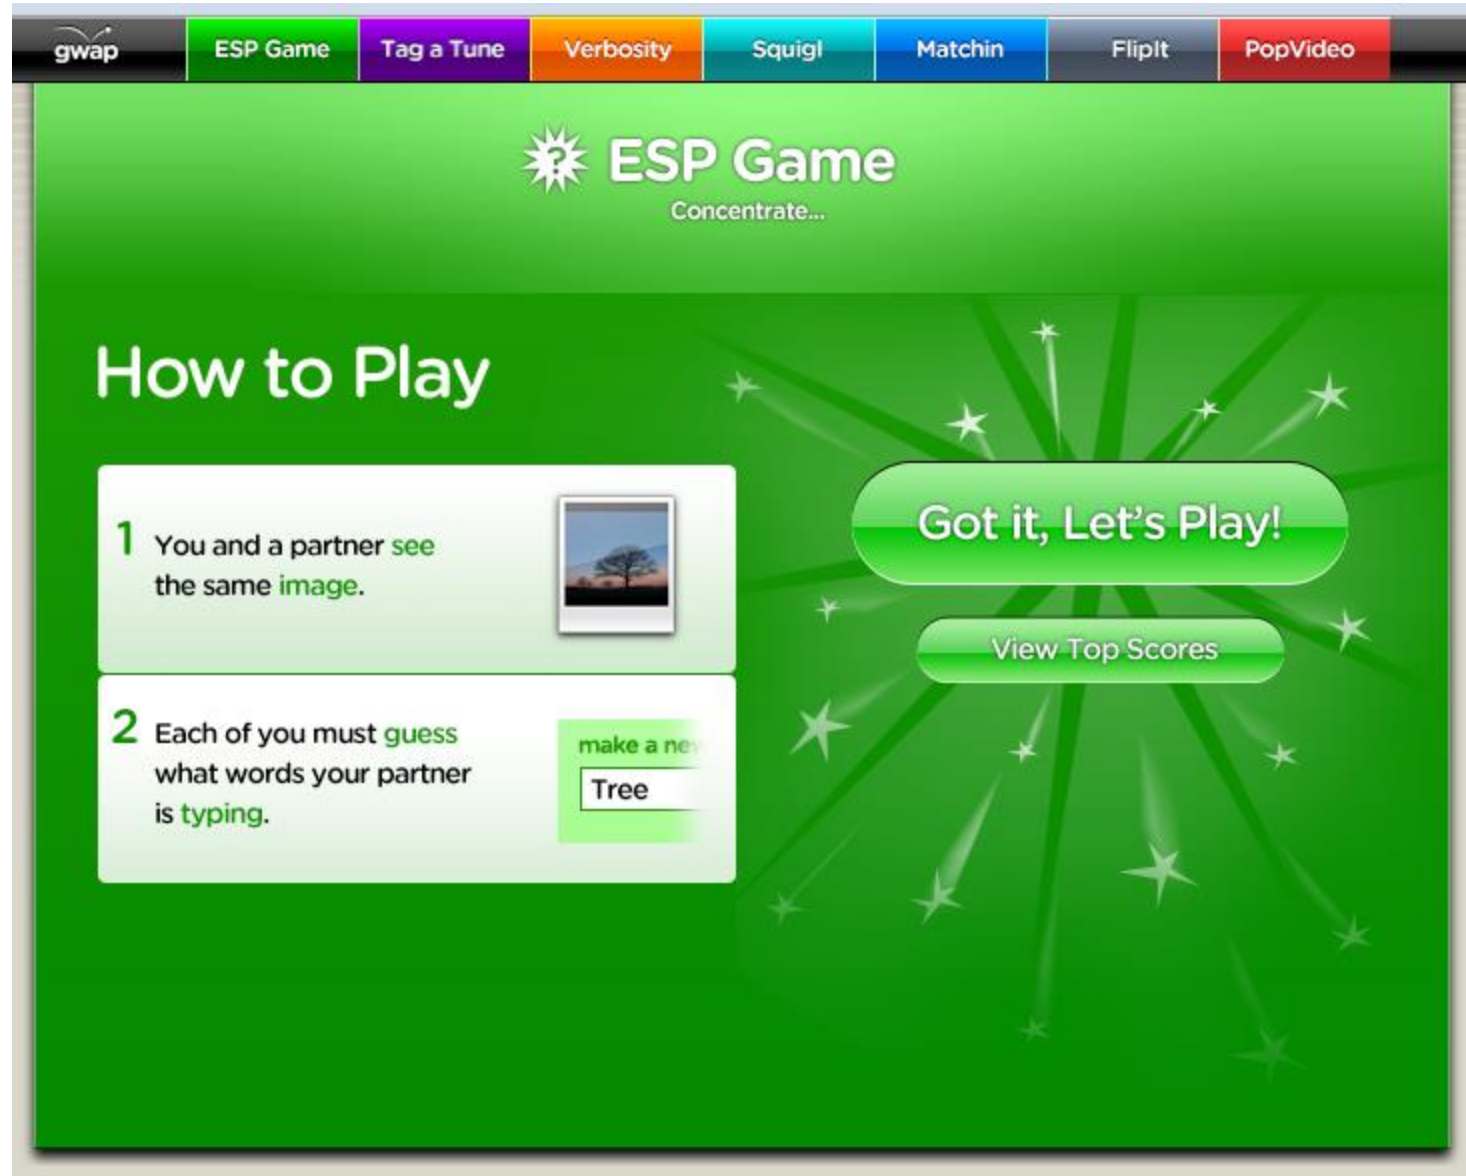 gwap ESP Game Tag a Tune Verbosity Squigl Matchin FlipIt PopVideo
ESP Game
Concentrate...
How to Play
1 You and a partner see
the same image.
2 Each of you must guess
what words your partner
is typing.
make a new
Tree
Got it, Let's Play!
View Top Scores